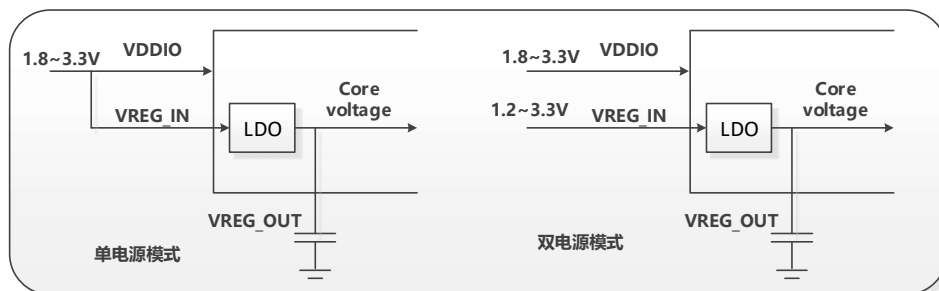 1.8~3.3V
VDDIO
VREG_IN
LDO
Core
voltage
VREG_OUT
单电源模式
1.8~3.3V
VDDIO
1.2~3.3V
VREG_IN
LDO
Core
voltage
VREG_OUT
双电源模式